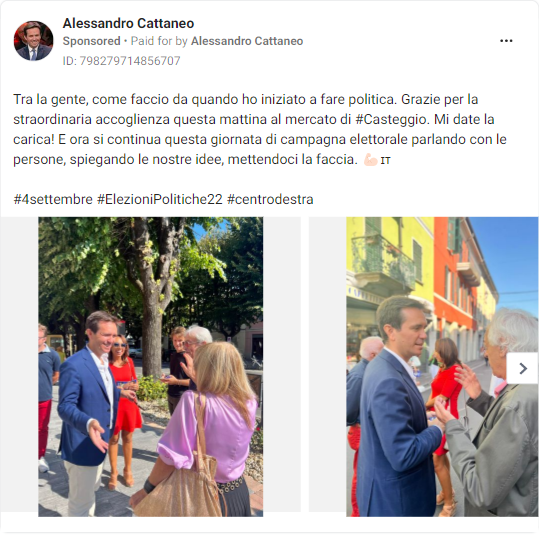 Alessandro Cattaneo
Sponsored • Paid for by Alessandro Cattaneo
ID: 798279714856707
Tra la gente, come faccio da quando ho iniziato a fare politica. Grazie per la
straordinaria accoglienza questa mattina al mercato di #Casteggio. Mi date la
carica! E ora si continua questa giornata di campagna elettorale parlando con le
persone, spiegando le nostre idee, mettendoci la faccia. 💪🏻 🇮🇹
#4settembre #ElezioniPolitiche22 #centrodestra